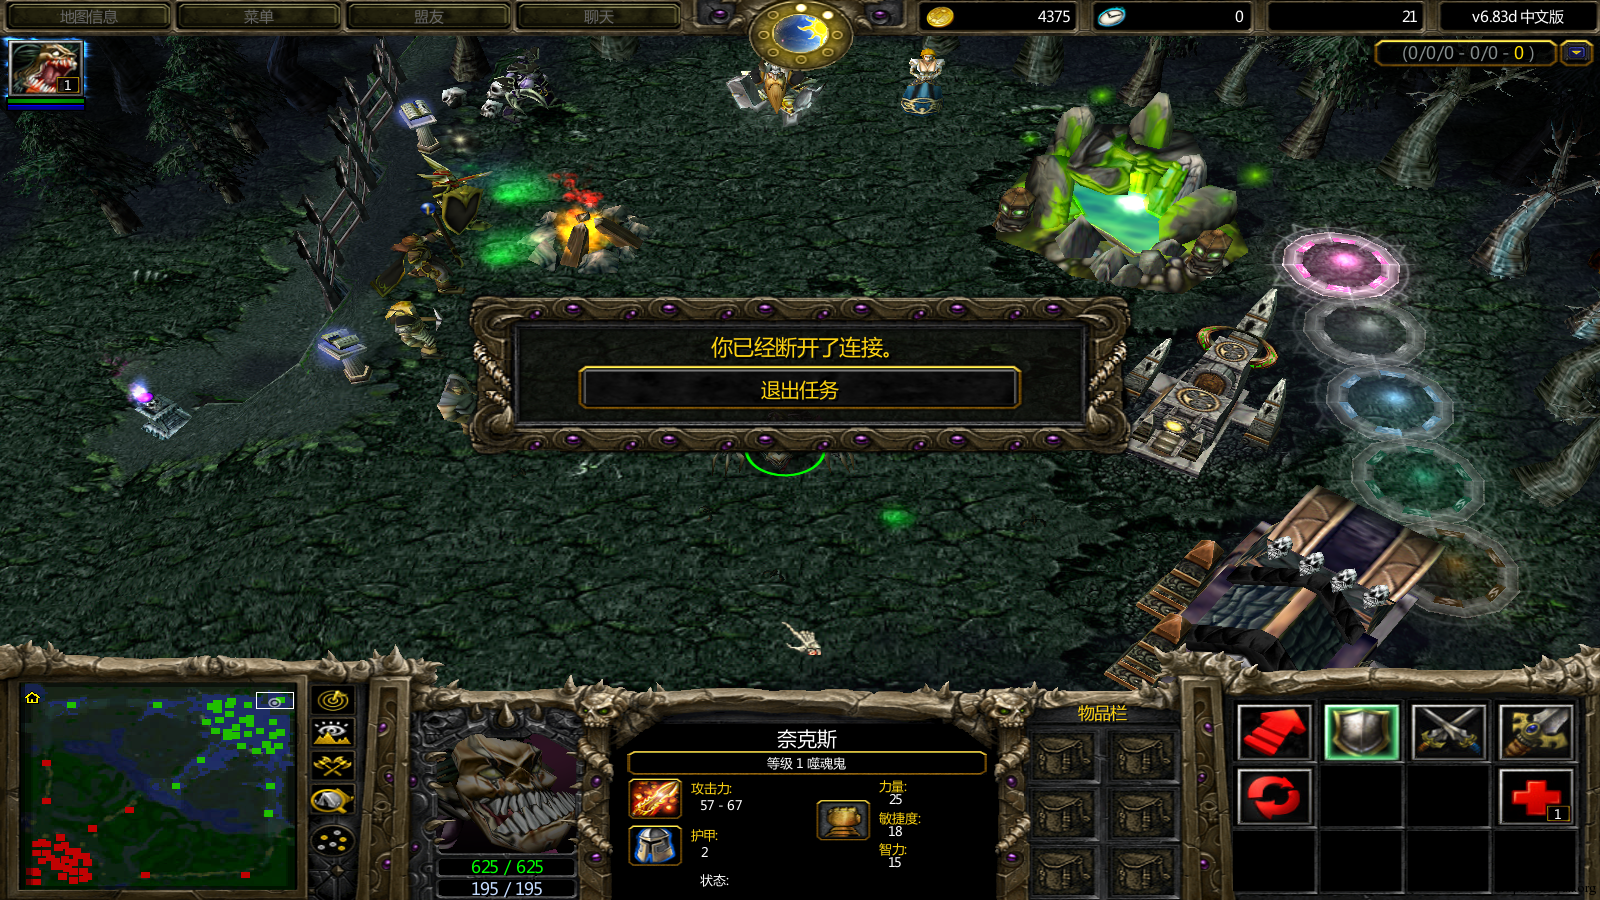 地图信息
菜单
盟友
聊天
4375
0
21
v6.83d 中文版
(0/0/0 - 0/0 - 0 )
1
你已经断开了连接。
退出任务
物品栏
奈克斯
等级 1 噬魂鬼
攻击力:
57 - 67
护甲:
2
状态:
力量:
25
敏捷度:
18
智力:
15
625 / 625
195 / 195
1